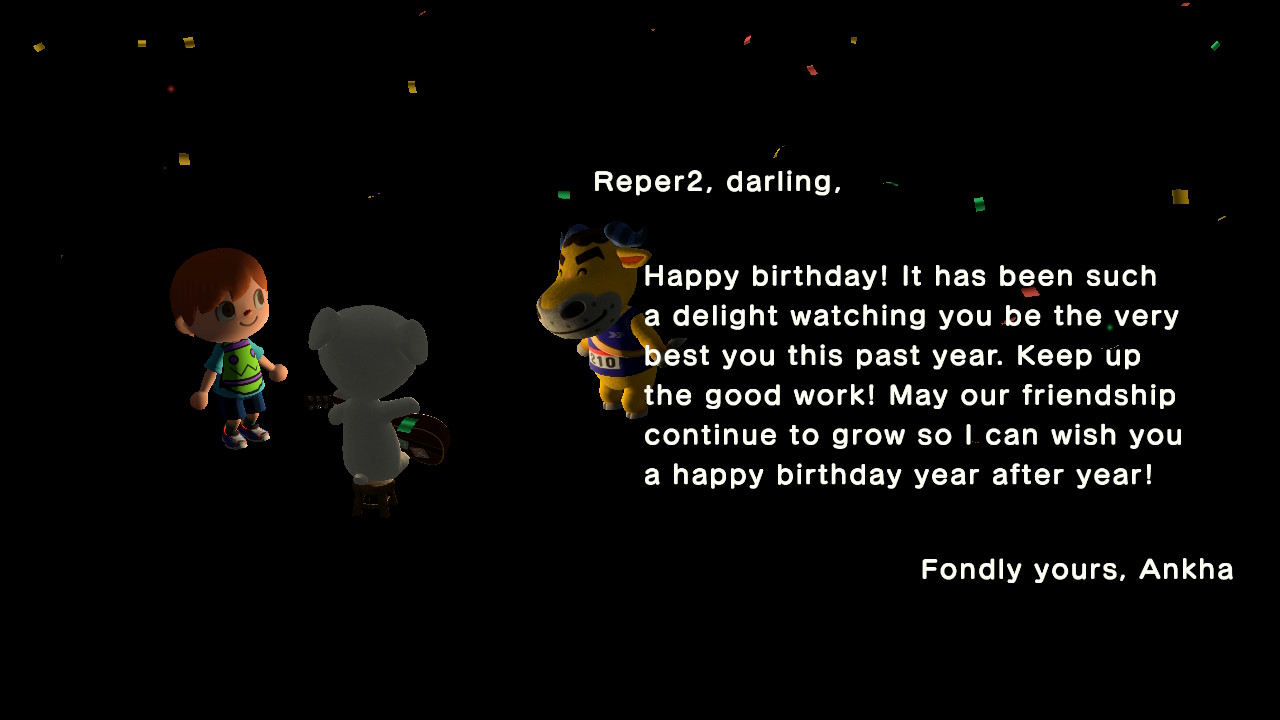 Reper2, darling,
Happy birthday! It has been such
a delight watching you be the very
best you this past year. Keep up
the good work! May our friendship
continue to grow so I can wish you
a happy birthday year after year!
210
Fondly yours, Ankha